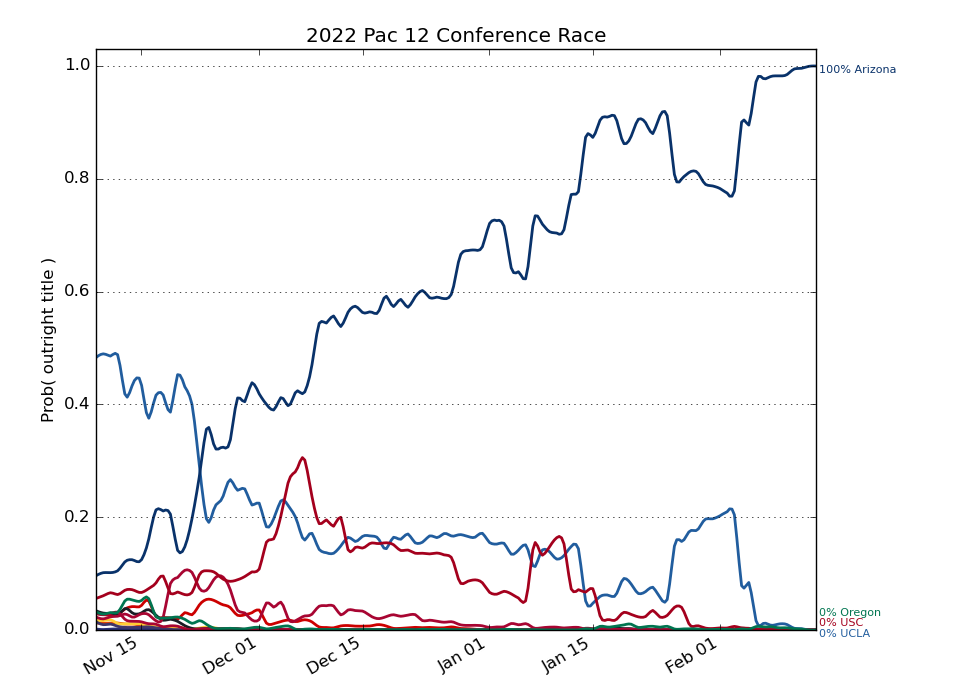 2022 Pac 12 Conference Race
Prob( outright title )
1.0
0.8
0.6
0.4
0.2
0.0
100% Arizona
0% Oregon
0% USC
0% UCLA
Nov 15
Dec 01
Dec 15
Jan 01
Jan 15
Feb 01